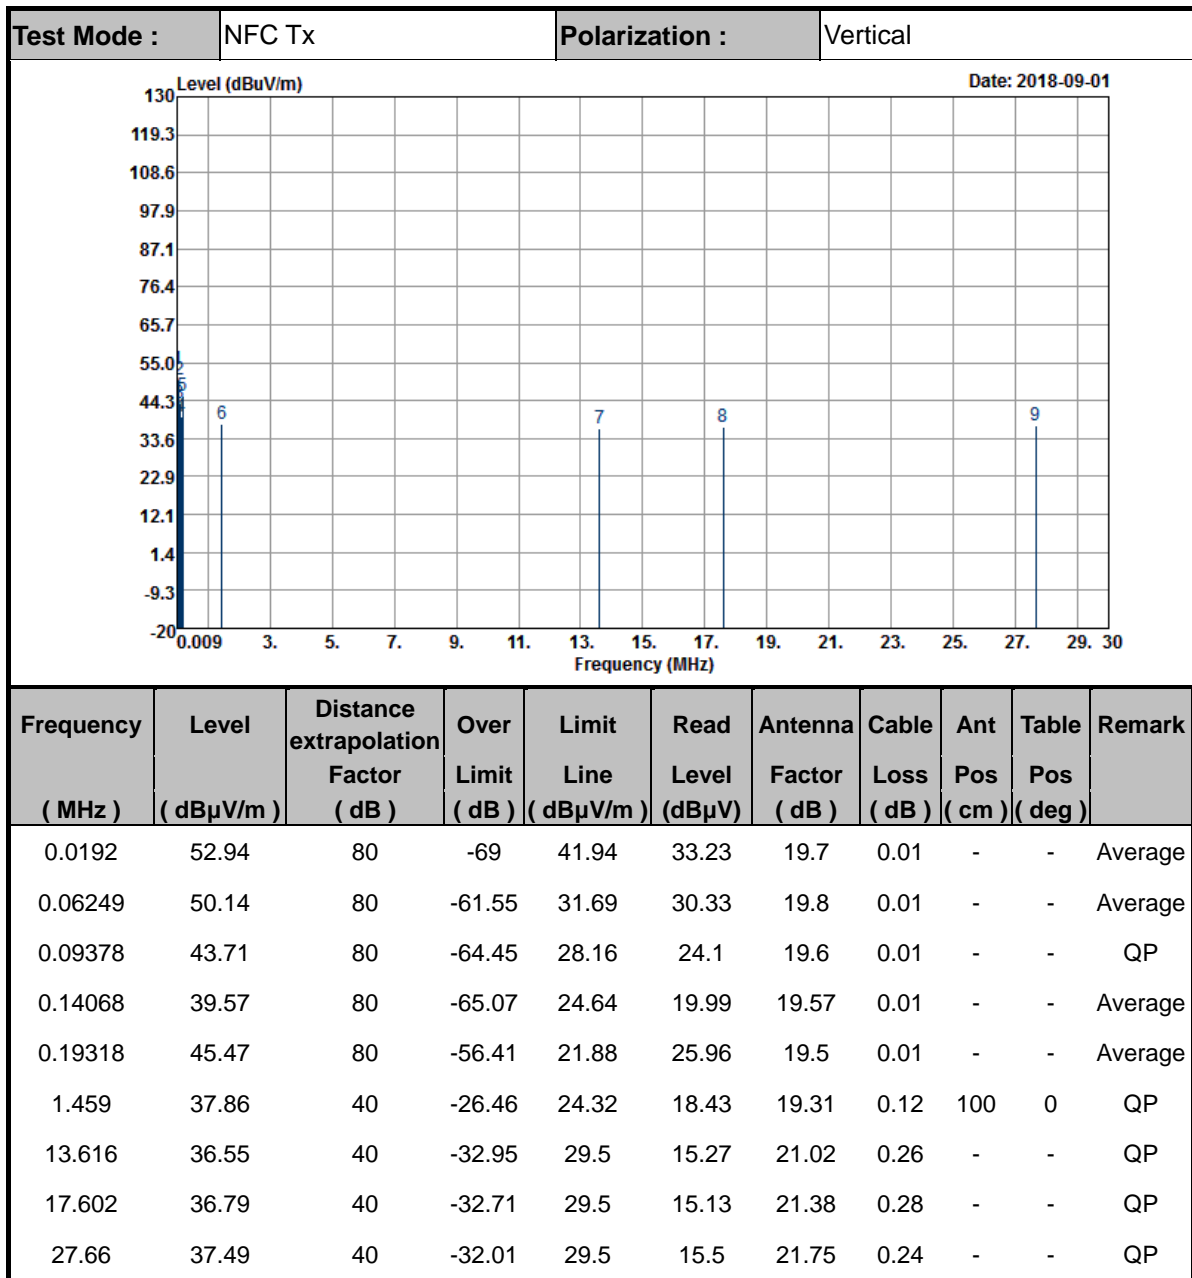 Test Mode : NFC Tx Polarization : Vertical
Level (dBuV/m) Date: 2018-09-01
130
119.3
108.6
97.9
87.1
76.4
65.7
55.0
44.3
33.6
22.9
12.1
1.4
-9.3
-20
2
5
4
6
7
8
9
0.009 3. 5. 7. 9. 11. 13. 15. 17. 19. 21. 23. 25. 27. 29. 30
Frequency (MHz)
Frequency Level Distance extrapolation Over Limit Read Antenna Cable Ant Table Remark
Factor Limit Line Level Factor Loss Pos Pos
( MHz ) ( dBµV/m ) ( dB ) ( dB ) ( dBµV/m ) (dBµV) ( dB ) ( dB ) ( cm ) ( deg )
0.0192 52.94 80 -69 41.94 33.23 19.7 0.01 - - Average
0.06249 50.14 80 -61.55 31.69 30.33 19.8 0.01 - - Average
0.09378 43.71 80 -64.45 28.16 24.1 19.6 0.01 - - QP
0.14068 39.57 80 -65.07 24.64 19.99 19.57 0.01 - - Average
0.19318 45.47 80 -56.41 21.88 25.96 19.5 0.01 - - Average
1.459 37.86 40 -26.46 24.32 18.43 19.31 0.12 100 0 QP
13.616 36.55 40 -32.95 29.5 15.27 21.02 0.26 - - QP
17.602 36.79 40 -32.71 29.5 15.13 21.38 0.28 - - QP
27.66 37.49 40 -32.01 29.5 15.5 21.75 0.24 - - QP